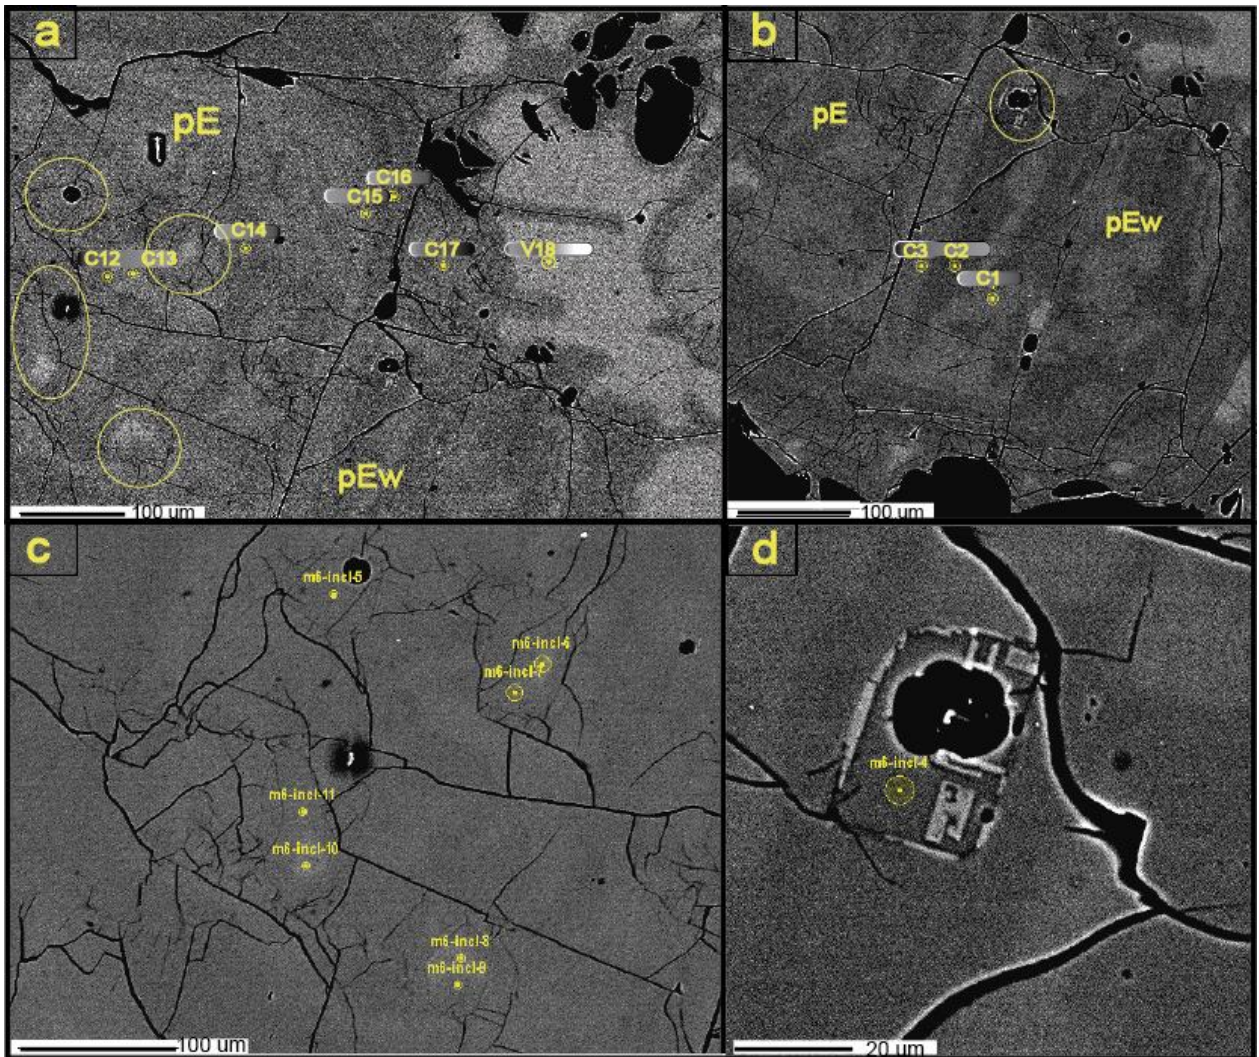 a
pE
C16
C15
C14
C17
V18
C12
C13
pEw
100 um
b
pE
pEw
C3
C2
C1
100 um
c
m6-incl-5
m6-incl-6
m6-incl-7
m6-incl-11
m6-incl-10
m6-incl-8
m6-incl-9
100 um
d
m6-incl-4
20 um